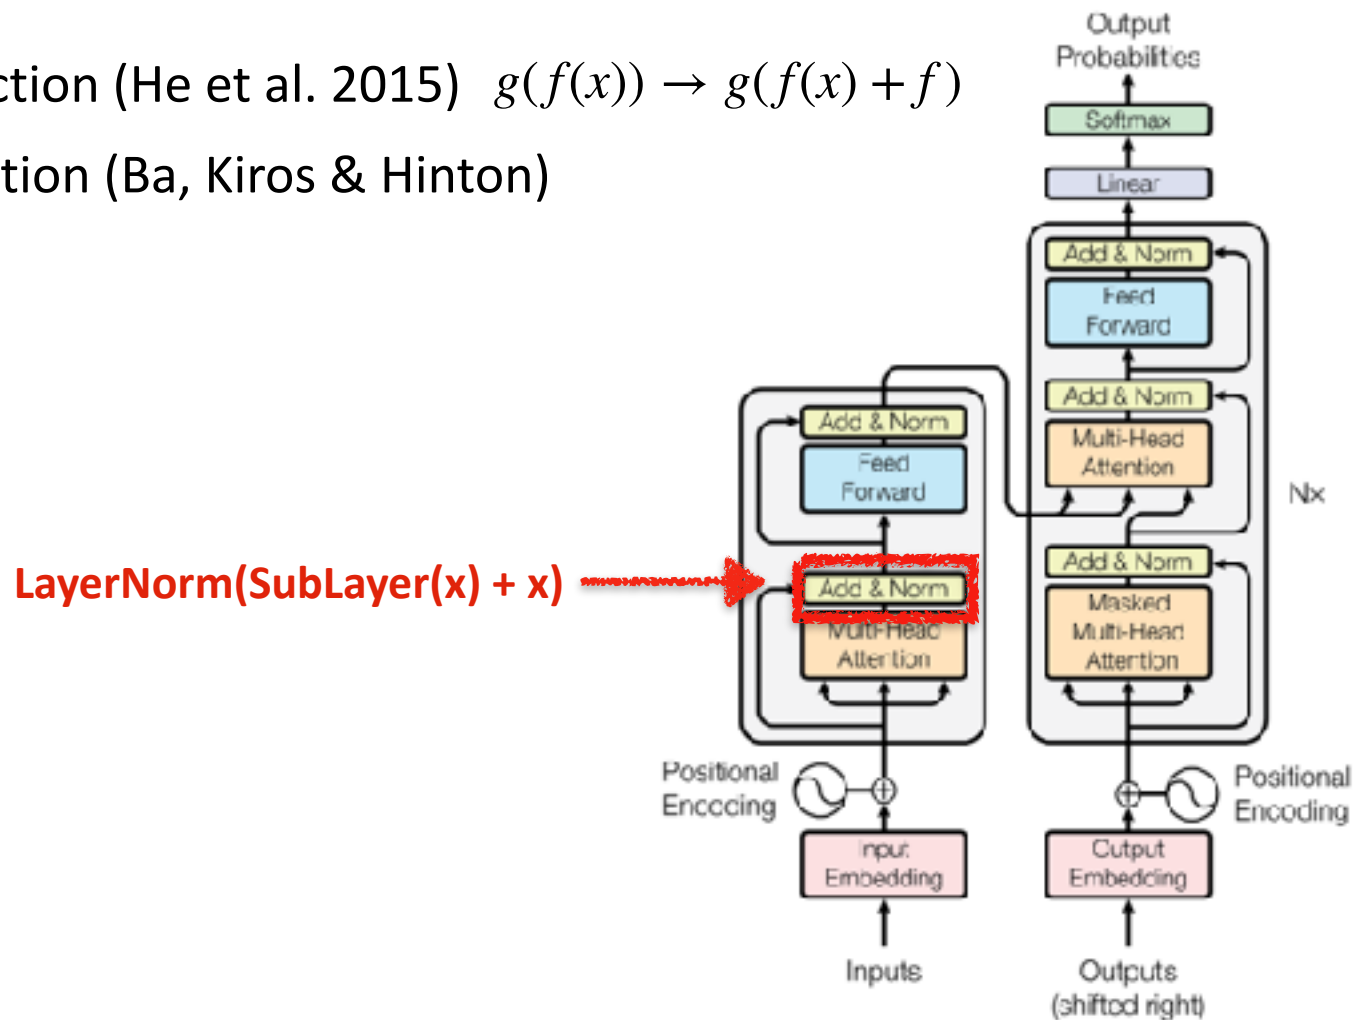 ction (He et al. 2015) g(f(x)) → g(f(x) + f)
tion (Ba, Kiros & Hinton)
LayerNorm(SubLayer(x) + x)
Output
Probabilities
Softmax
Linear
Add & Norm
Feed
Forward
Add & Norm
Multi-Head
Attention
Add & Norm
Masked
Multi-Head
Attention
Nx
Add & Norm
Feed
Forward
Add & Norm
Multi-Head
Attention
Positional
Encoding
Input
Embedding
Inputs
Positional
Encoding
Output
Embedding
Outputs
(shifted right)